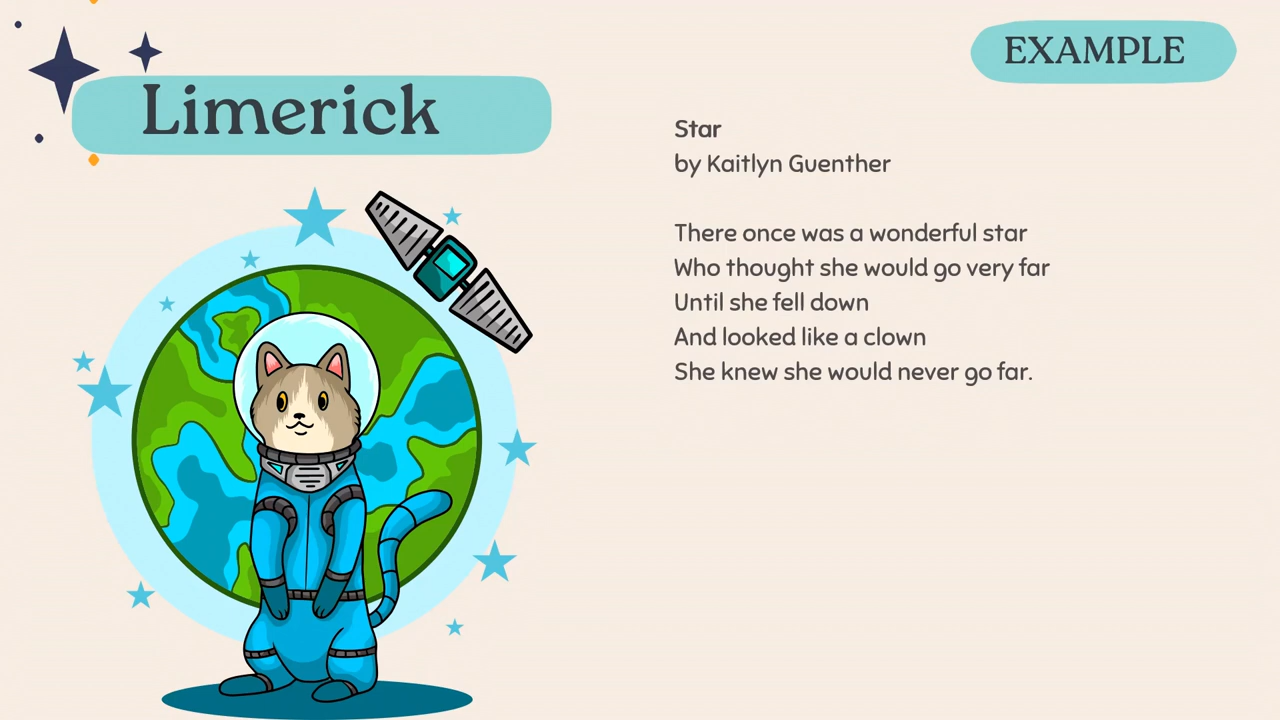 Limerick
EXAMPLE
Star
by Kaitlyn Guenther
There once was a wonderful star
Who thought she would go very far
Until she fell down
And looked like a clown
She knew she would never go far.